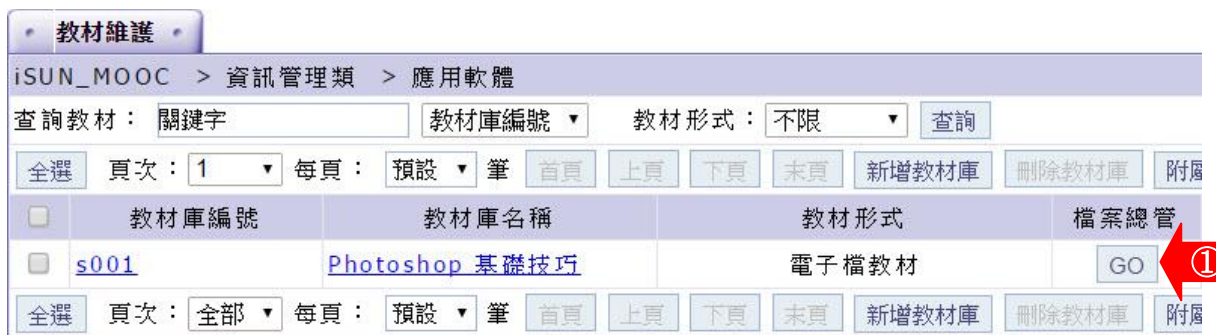 教材維護
iSUN_MOOC > 資訊管理類 > 應用軟體
查詢教材： 關鍵字 教材庫編號 教材形式： 不限 查詢
全選 頁次： 1 每頁： 預設 筆 首頁 上頁 下頁 末頁 新增教材庫 刪除教材庫 附屬
教材庫編號 教材庫名稱 教材形式 檔案總管
s001 Photoshop 基礎技巧 電子檔教材 GO ①
全選 頁次： 全部 每頁： 預設 筆 首頁 上頁 下頁 末頁 新增教材庫 刪除教材庫 附屬